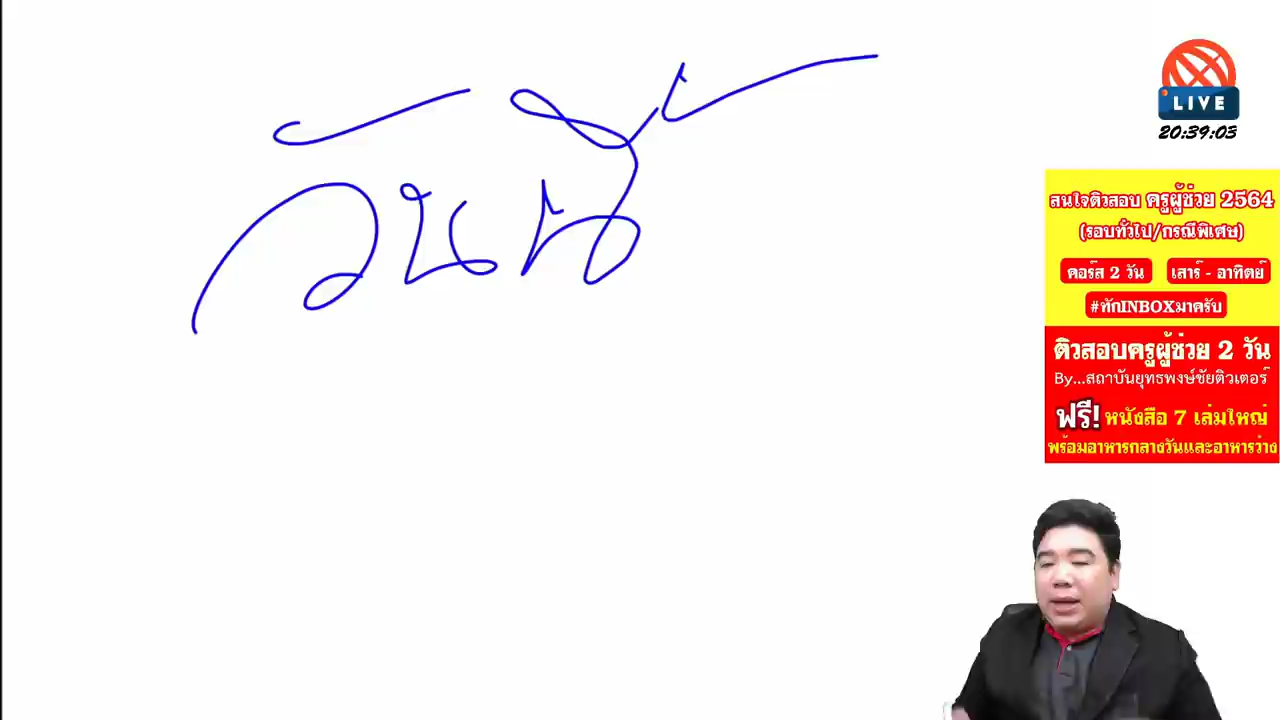 วันนี้
LIVE
20:39:03
สนใจติวสอบ ครูผู้ช่วย 2564
(รอบทั่วไป/กรณีพิเศษ)
คอร์ส 2 วัน เสาร์ - อาทิตย์
#ทักINBOXมาครับ
ติวสอบครูผู้ช่วย 2 วัน
By...สถาบันยุทธพงษ์ชัยติวเตอร์
ฟรี! หนังสือ 7 เล่มใหญ่
พร้อมอาหารกลางวันและอาหารว่าง